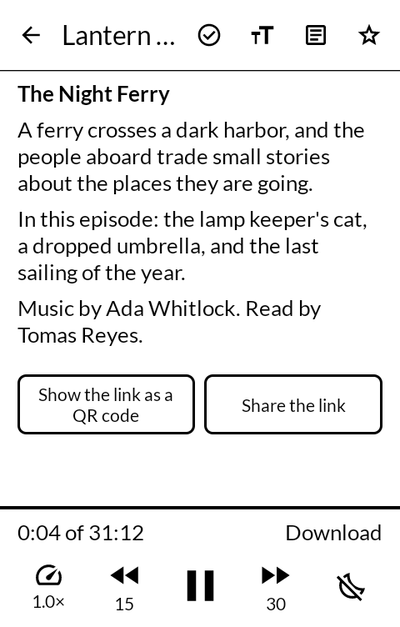 Lantern ...
The Night Ferry
A ferry crosses a dark harbor, and the
people aboard trade small stories
about the places they are going.
In this episode: the lamp keeper's cat,
a dropped umbrella, and the last
sailing of the year.
Music by Ada Whitlock. Read by
Tomas Reyes.
Show the link as a
QR code
Share the link
0:04 of 31:12
Download
1.0×
15
30